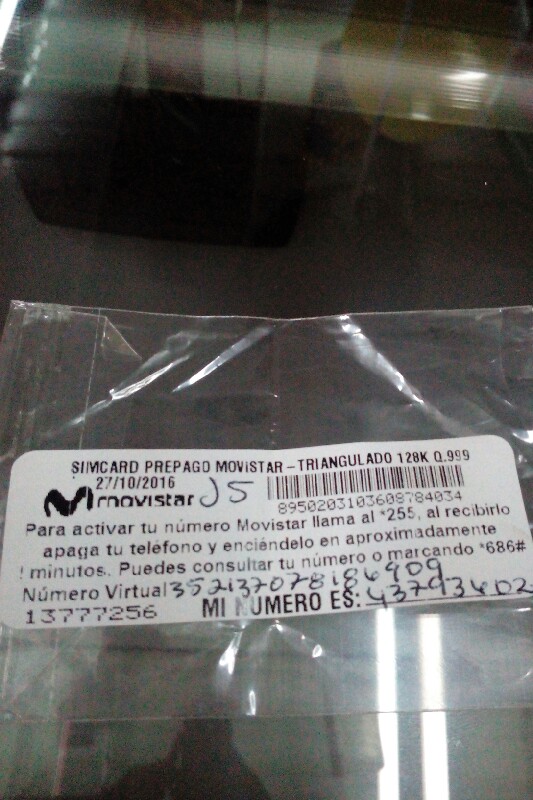 SIMCARD PREPAGO MOVISTAR - TRIANGULADO 128K Q.999
27/10/2016
movistar J5
8950203103608784034
Para activar tu número Movistar llama al *255, al recibirlo
apaga tu teléfono y enciéndelo en aproximadamente
! minutos. Puedes consultar tu número o marcando *686#
Número Virtual 352137078186909
13777256 MI NUMERO ES: 43793602